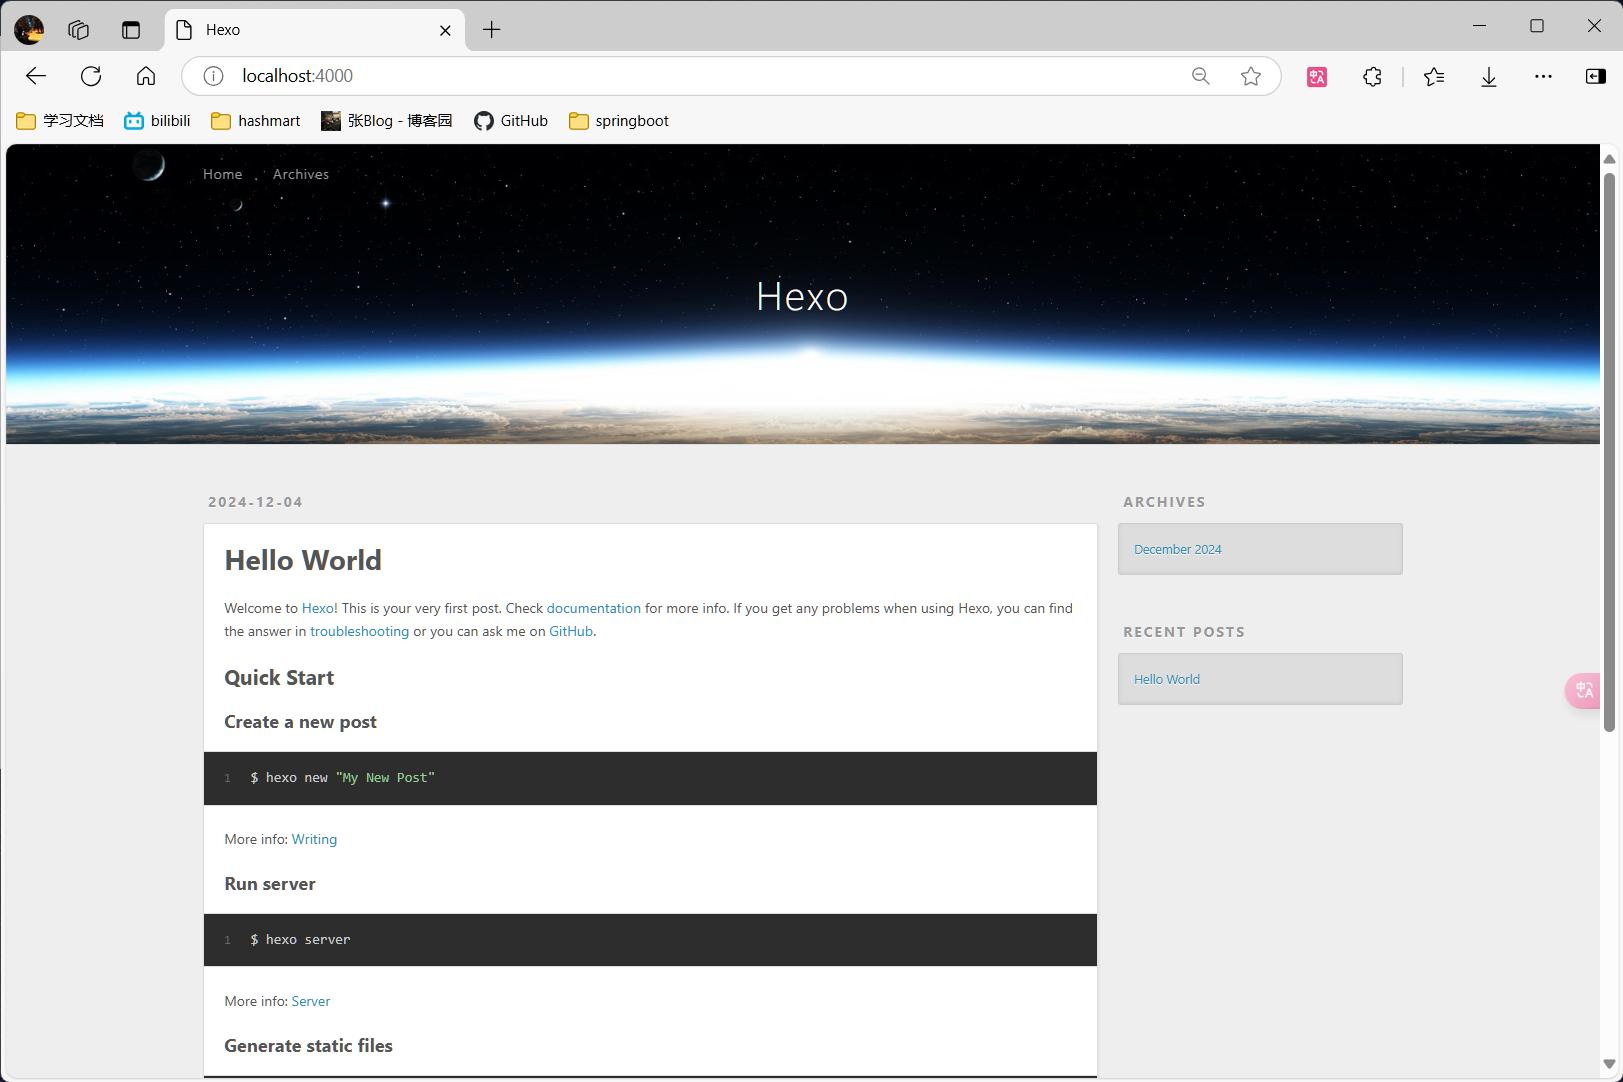 Hexo
localhost:4000
学习文档 bilibili hashmart 张Blog - 博客园 GitHub springboot
Home Archives
Hexo
2024-12-04
Hello World
Welcome to Hexo! This is your very first post. Check documentation for more info. If you get any problems when using Hexo, you can find
the answer in troubleshooting or you can ask me on GitHub.
Quick Start
Create a new post
1 $ hexo new "My New Post"
More info: Writing
Run server
1 $ hexo server
More info: Server
Generate static files
ARCHIVES
December 2024
RECENT POSTS
Hello World
中A